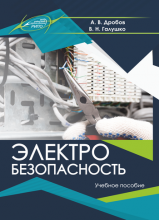 А. В. Дробов
В. Н. Галушко
ЭЛЕКТРО
БЕЗОПАСНОСТЬ
Учебное пособие